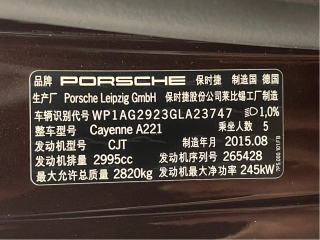 品牌 PORSCHE 保时捷 制造国 德国
生产厂 Porsche Leipzig GmbH 保时捷股份公司莱比锡工厂制造
车辆识别代号 WP1AG2923GLA23747 1,0%
整车型号 Cayenne A221 乘坐人数 5
发动机型号 CJT 制造年月 2015.08
发动机排量 2995cc 发动机序号 265428
最大允许总质量 2820kg 发动机最大净功率 245kW